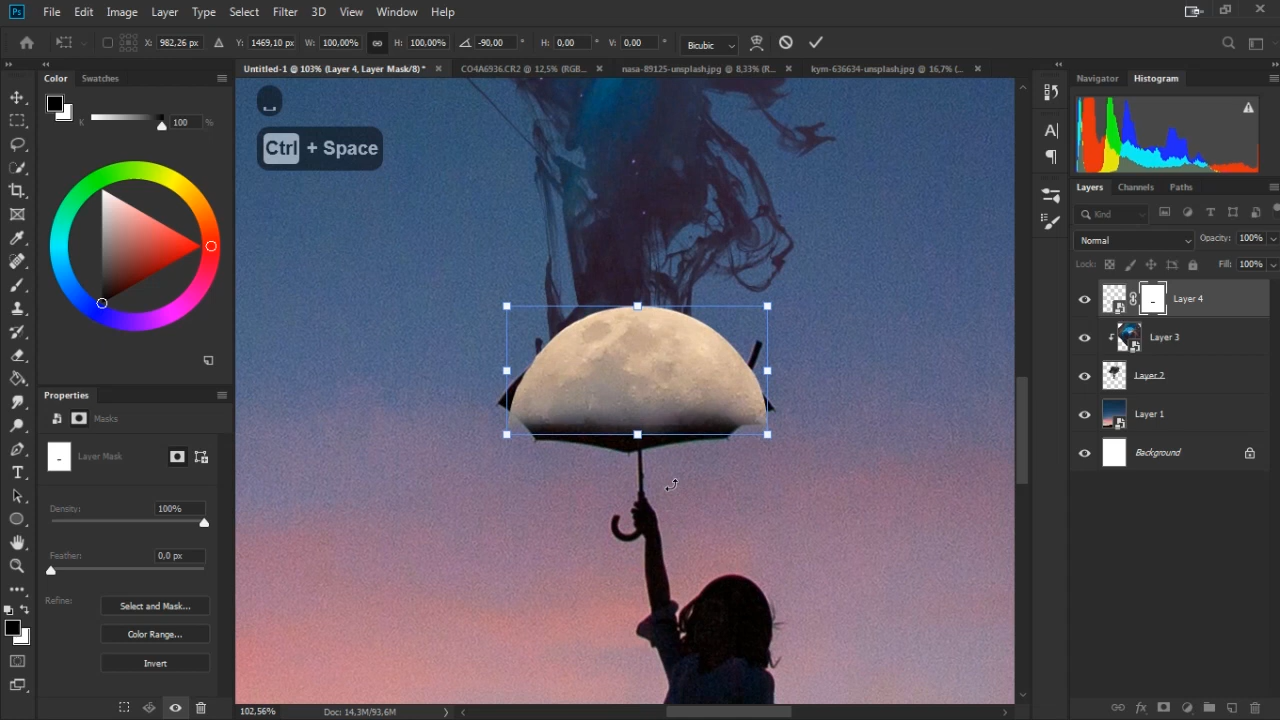 Ps File Edit Image Layer Type Select Filter 3D View Window Help
X: 982,26 px Y: 1469,10 px W: 100,00% H: 100,00% -90,00 ° H: 0,00 ° V: 0,00 ° Bicubic
Color Swatches
Untitled-1 @ 103% (Layer 4, Layer Mask/8) * CO4A6936.CR2 @ 12,5% (RGB... nasa-89125-unsplash.jpg @ 8,33% (R... kym-636634-unsplash.jpg @ 16,7% (...
Navigator Histogram
K 100 %
Ctrl + Space
Layers Channels Paths
Kind
Normal Opacity: 100%
Lock: Fill: 100%
Layer 4
Layer 3
Layer 2
Layer 1
Background
Properties
Masks
Layer Mask
Density: 100%
Feather: 0,0 px
Refine: Select and Mask...
Color Range...
Invert
102,56% Doc: 14,3M/93,6M